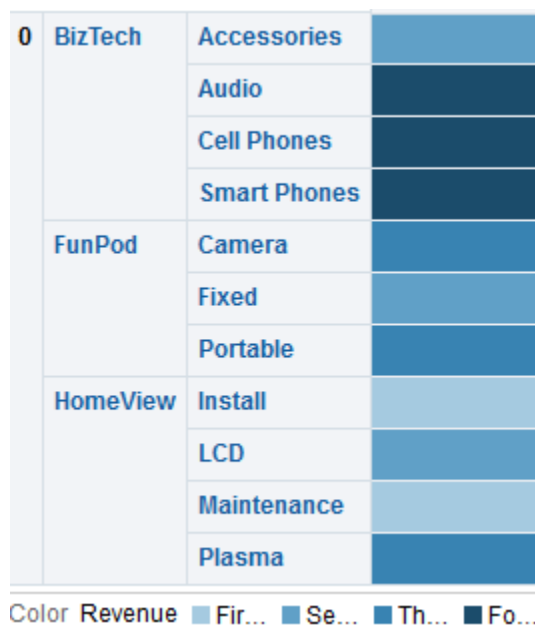 0 BizTech Accessories
Audio
Cell Phones
Smart Phones
FunPod Camera
Fixed
Portable
HomeView Install
LCD
Maintenance
Plasma
Color Revenue Fir... Se... Th... Fo...